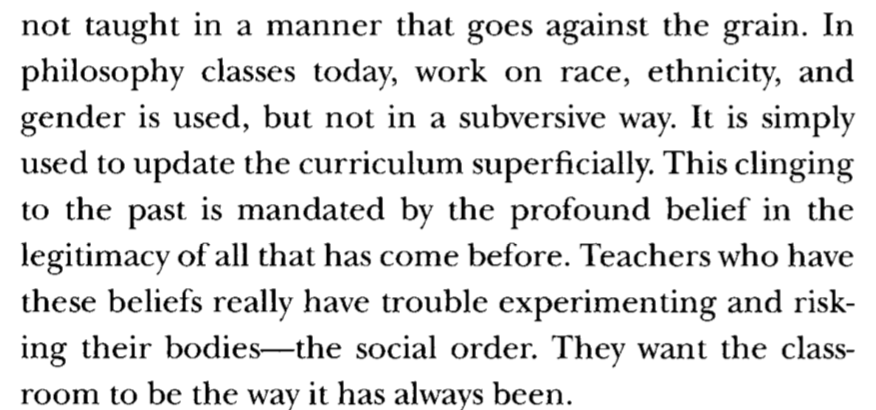 not taught in a manner that goes against the grain. In
philosophy classes today, work on race, ethnicity, and
gender is used, but not in a subversive way. It is simply
used to update the curriculum superficially. This clinging
to the past is mandated by the profound belief in the
legitimacy of all that has come before. Teachers who have
these beliefs really have trouble experimenting and risk-
ing their bodies—the social order. They want the class-
room to be the way it has always been.